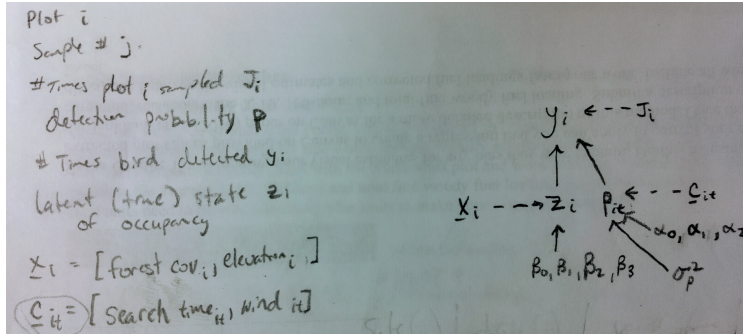 Plot i
Sample # j.
# Times plot i sampled Ji
detection probability p
# Times bird detected yi
latent (true) state zi
of occupancy
xi = [forest cov.i, elevationi]
cit = [search timeit, wind it]
yi ← - - Ji
xi - - → zi pit ← - - cit
α0, α1, α2
β0, β1, β2, β3 σp2